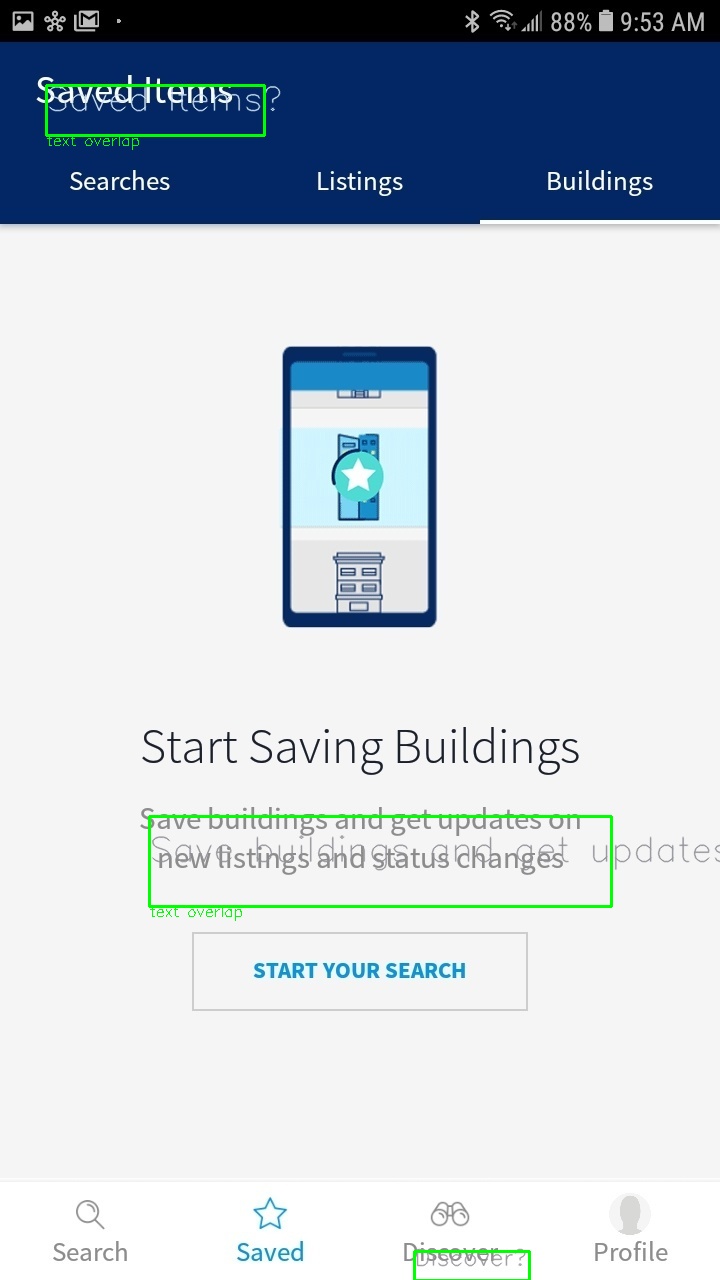 88% 9:53 AM
Saved Items
Saved Items?
text overlap
Searches Listings Buildings
Start Saving Buildings
Save buildings and get updates on
Save buildings and get updates
new listings and status changes
text overlap
START YOUR SEARCH
Search Saved Discover Profile
Discover?